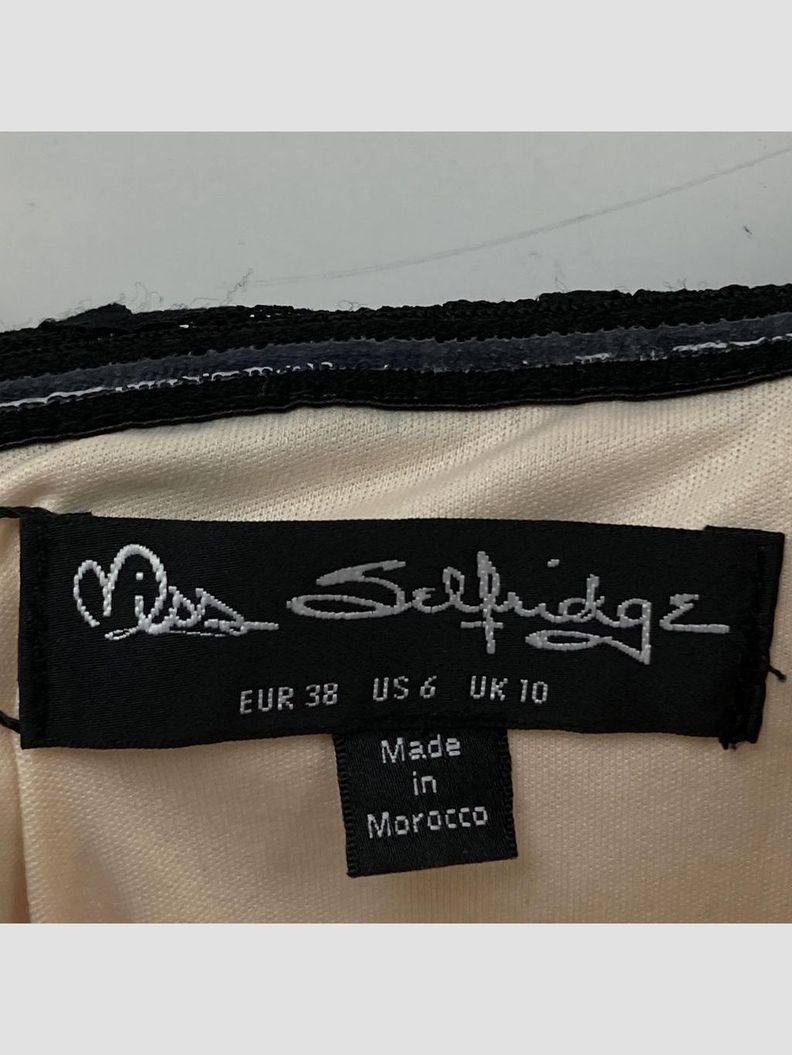 Miss Selfridge
EUR 38 US 6 UK 10
Made
in
Morocco